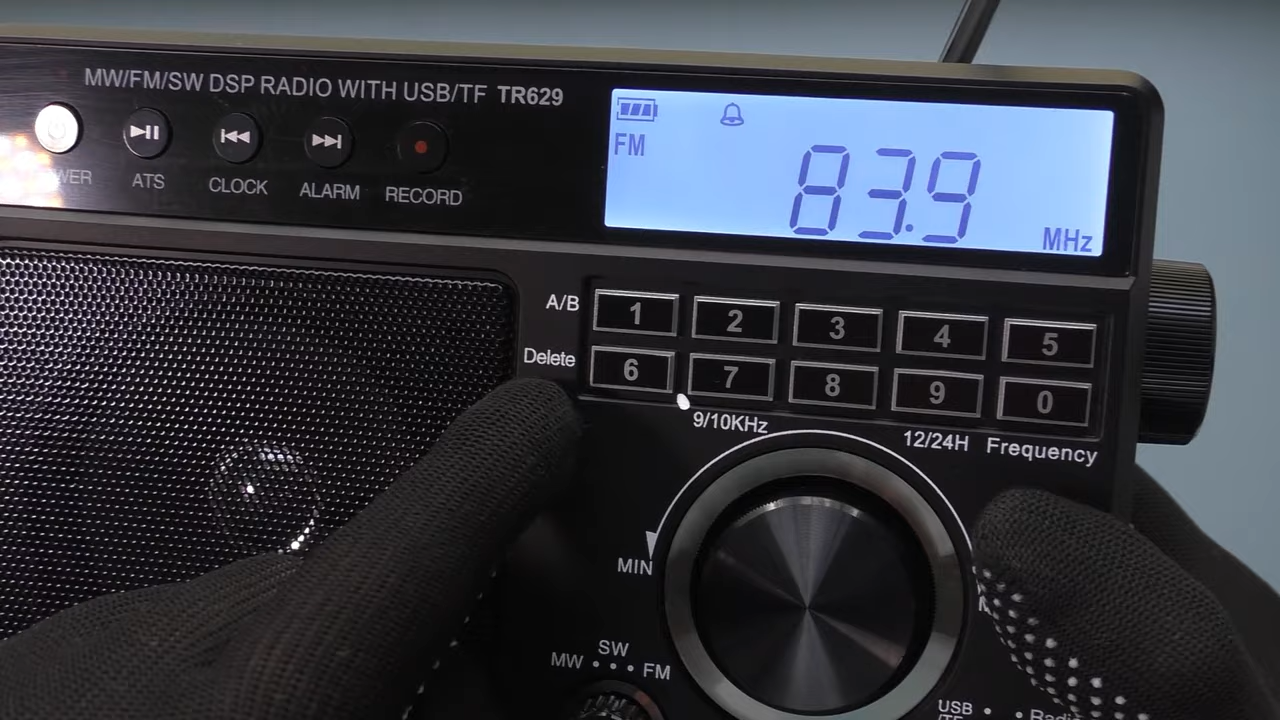 MW/FM/SW DSP RADIO WITH USB/TF TR629
ATS
CLOCK
ALARM
RECORD
FM
83.9
MHz
A/B
1 2 3 4 5
Delete
6 7 8 9 0
9/10KHz
12/24H
Frequency
MIN
SW
MW
FM
USB